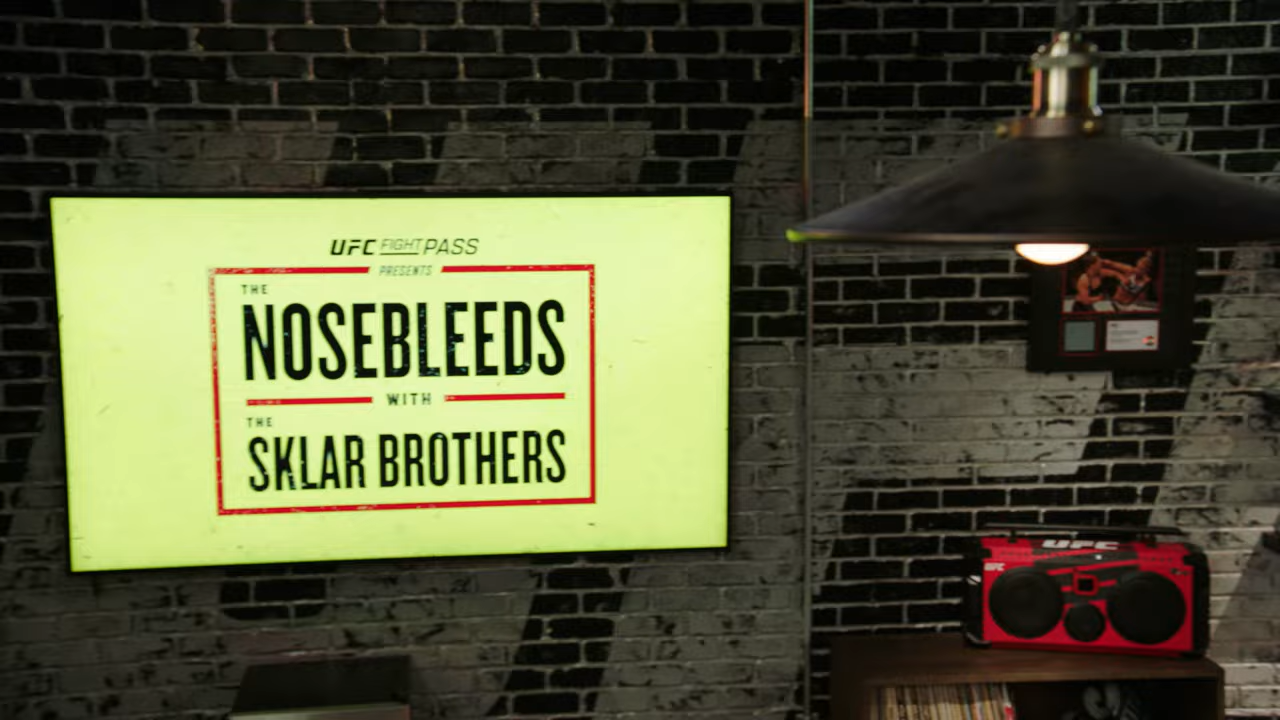 UFC FIGHT PASS
PRESENTS
THE
NOSEBLEEDS
WITH
THE
SKLAR BROTHERS
UFC
UFC